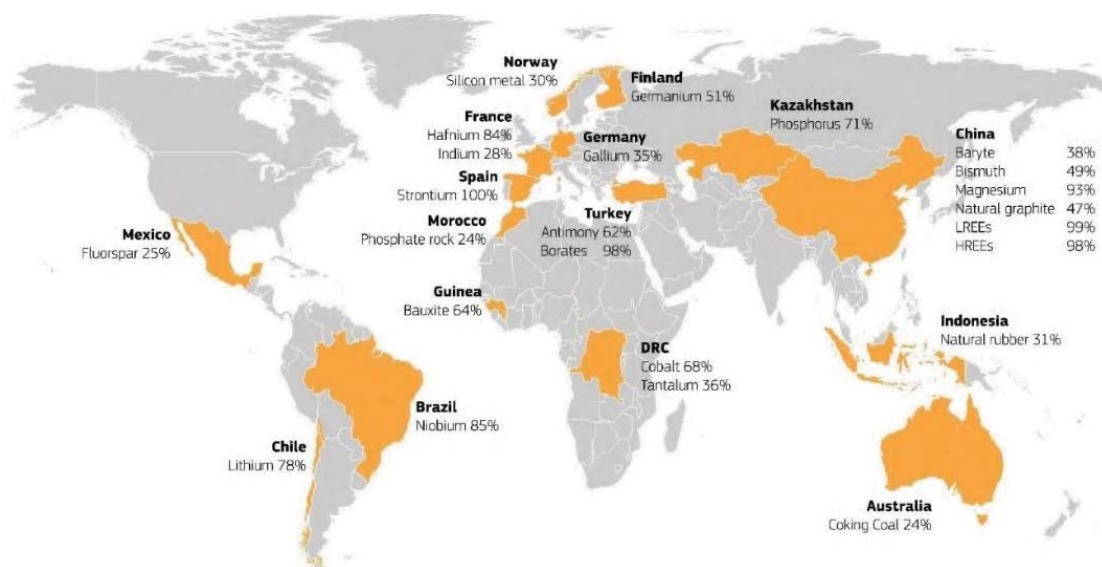 Norway
Silicon metal 30%
Finland
Germanium 51%
France
Hafnium 84%
Indium 28%
Germany
Gallium 35%
Spain
Strontium 100%
Kazakhstan
Phosphorus 71%
China
Baryte 38%
Bismuth 49%
Magnesium 93%
Natural graphite 47%
LREEs 99%
HREEs 98%
Morocco
Phosphate rock 24%
Turkey
Antimony 62%
Borates 98%
Mexico
Fluorspar 25%
Guinea
Bauxite 64%
DRC
Cobalt 68%
Tantalum 36%
Indonesia
Natural rubber 31%
Brazil
Niobium 85%
Chile
Lithium 78%
Australia
Coking Coal 24%